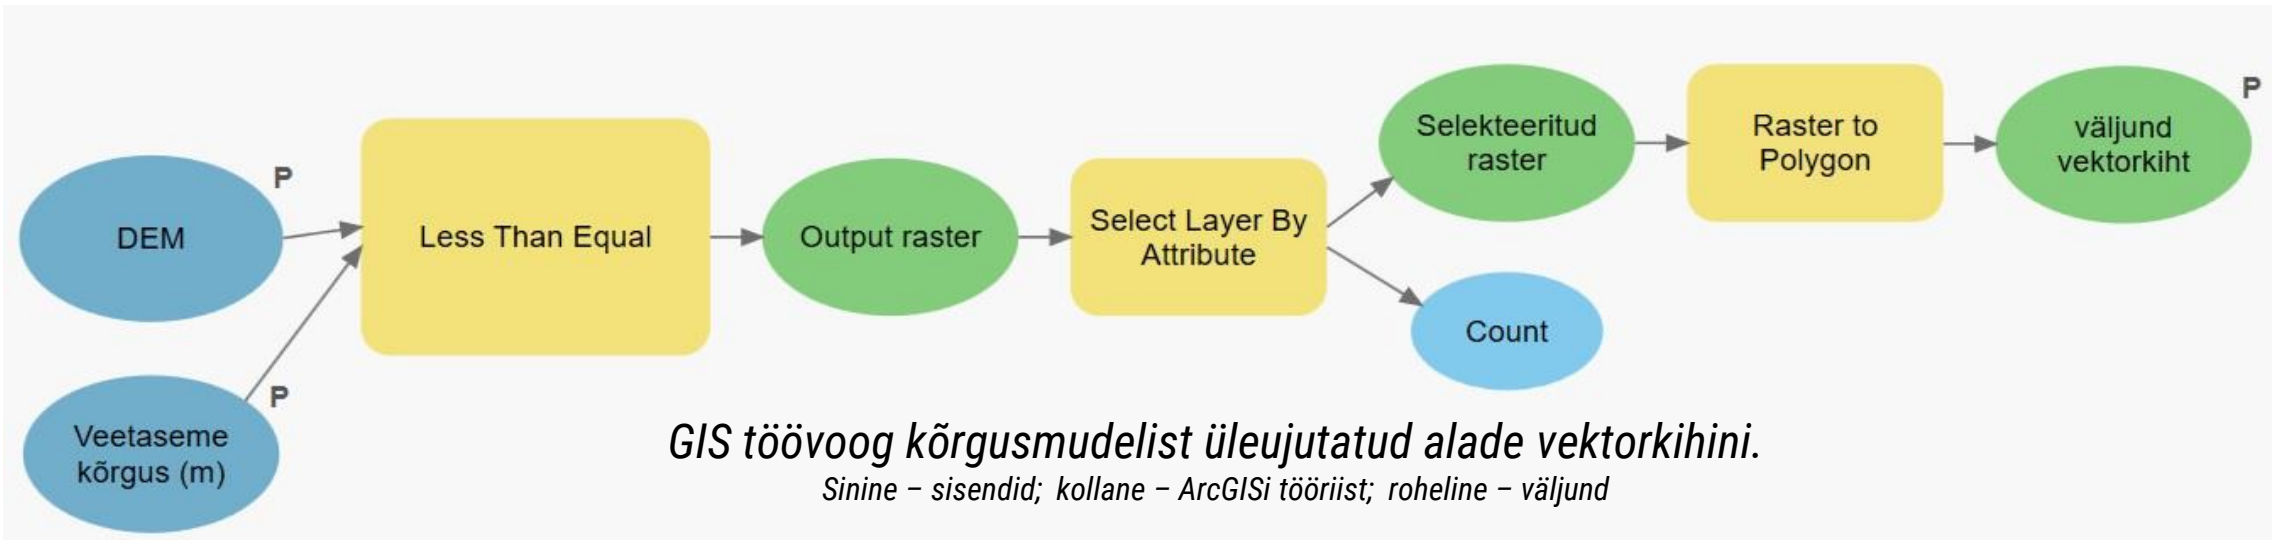 DEM
P
Veetaseme
kõrgus (m)
P
Less Than Equal
Output raster
Select Layer By
Attribute
Selekteeritud
raster
Count
Raster to
Polygon
väljund
vektorkiht
P
GIS töövoog kõrgusmudelist üleujutatud alade vektorkihini.
Sinine – sisendid; kollane – ArcGISi tööriist; roheline – väljund